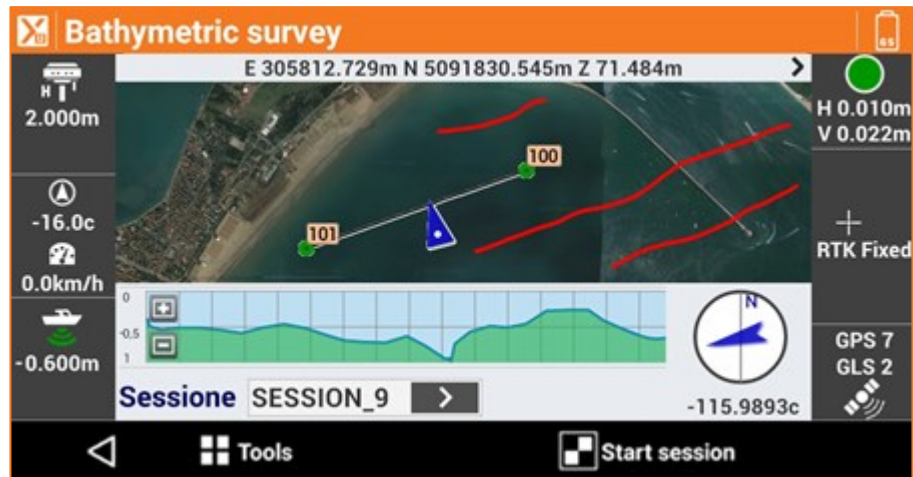 Bathymetric survey
65
E 305812.729m N 5091830.545m Z 71.484m
H
2.000m
H 0.010m
V 0.022m
100
101
-16.0c
0.0km/h
RTK Fixed
0
-0.5
1
-0.600m
N
GPS 7
GLS 2
-115.9893c
Sessione SESSION_9
Tools
Start session